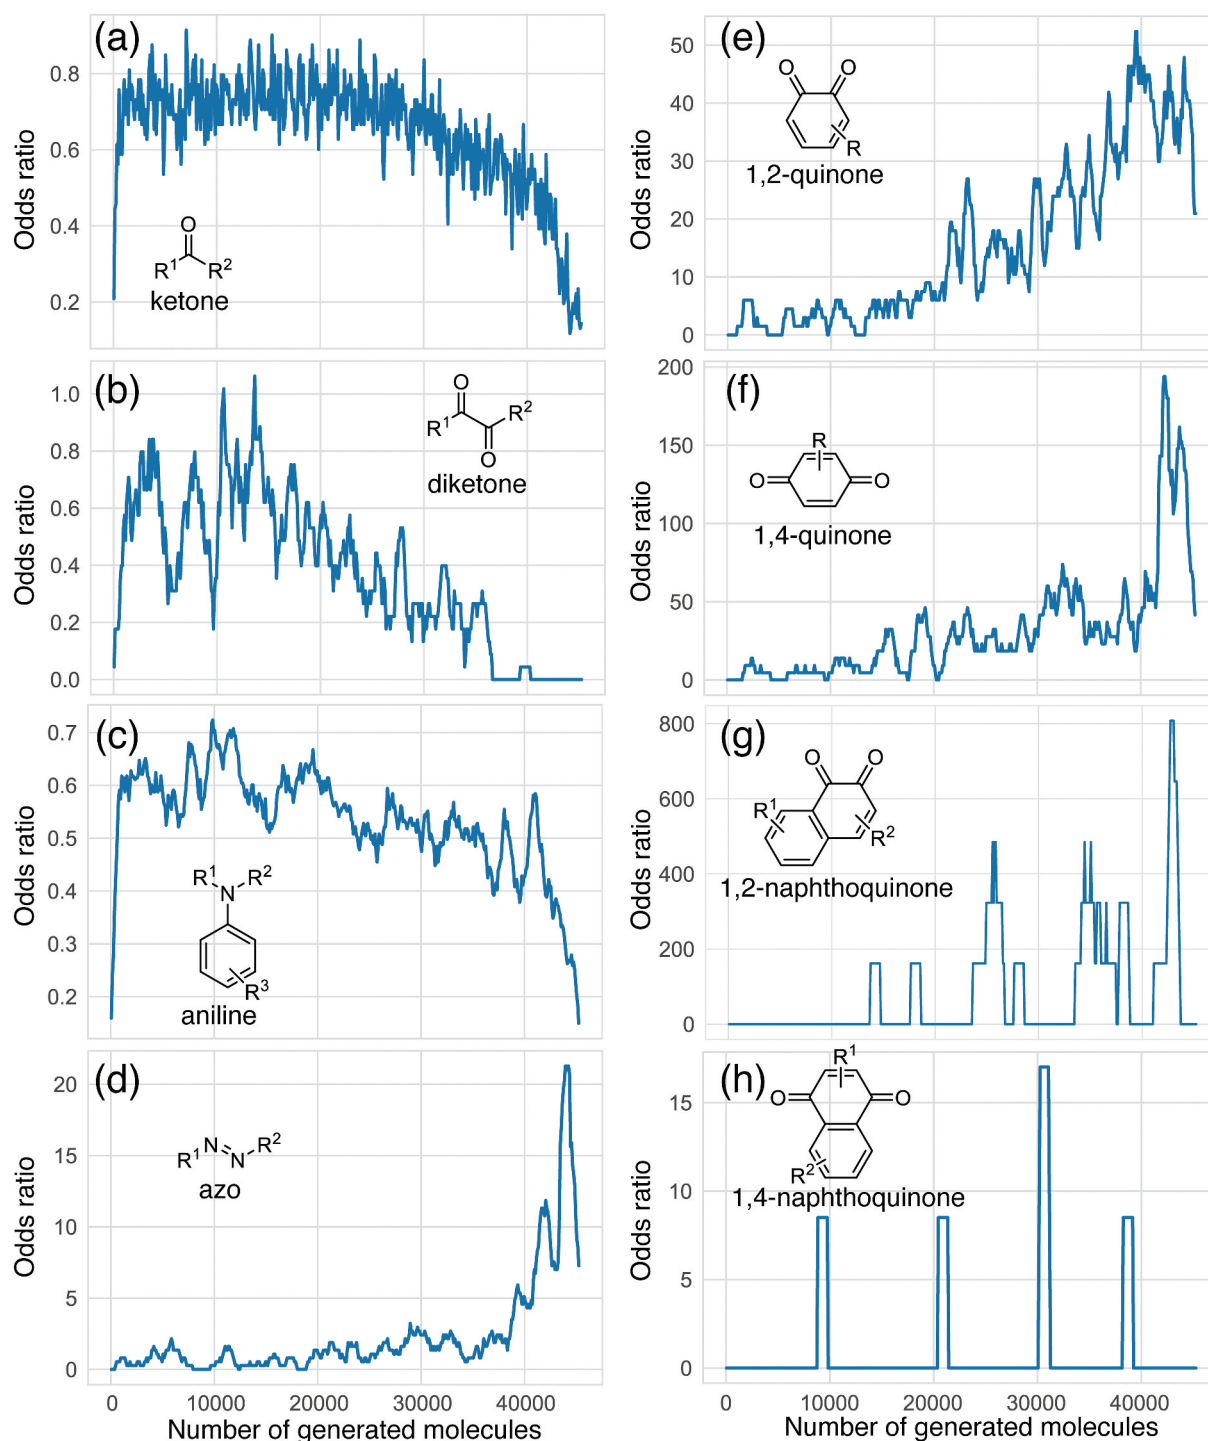 (a)
Odds ratio
0.8
0.6
0.4
0.2
O
R1 R2
ketone
(b)
Odds ratio
1.0
0.8
0.6
0.4
0.2
0.0
O
R1 R2
O
diketone
(c)
Odds ratio
0.7
0.6
0.5
0.4
0.3
0.2
R1 N R2
R3
aniline
(d)
Odds ratio
20
15
10
5
0
R1 N N R2
azo
0 10000 20000 30000 40000
Number of generated molecules
(e)
Odds ratio
50
40
30
20
10
0
O O
R
1,2-quinone
(f)
Odds ratio
200
150
100
50
0
R
O O
1,4-quinone
(g)
Odds ratio
800
600
400
200
0
O O
R1
R2
1,2-naphthoquinone
(h)
Odds ratio
15
10
5
0
R1
O O
R2
1,4-naphthoquinone
0 10000 20000 30000 40000
Number of generated molecules